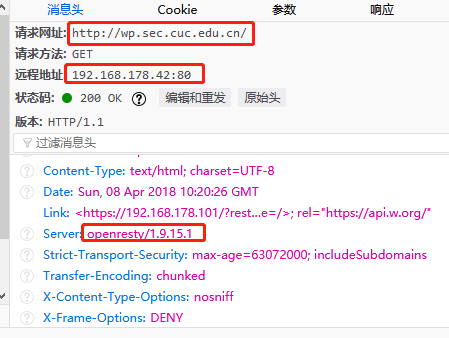 消息头 Cookie 参数 响应
请求网址: http://wp.sec.cuc.edu.cn/
请求方法: GET
远程地址: 192.168.178.42:80
状态码: 200 OK ? 编辑和重发 原始头
版本: HTTP/1.1
过滤消息头
? Content-Type: text/html; charset=UTF-8
? Date: Sun, 08 Apr 2018 10:20:26 GMT
Link: <https://192.168.178.101/?rest...e=/>; rel="https://api.w.org/"
? Server: openresty/1.9.15.1
? Strict-Transport-Security: max-age=63072000; includeSubdomains
? Transfer-Encoding: chunked
? X-Content-Type-Options: nosniff
? X-Frame-Options: DENY